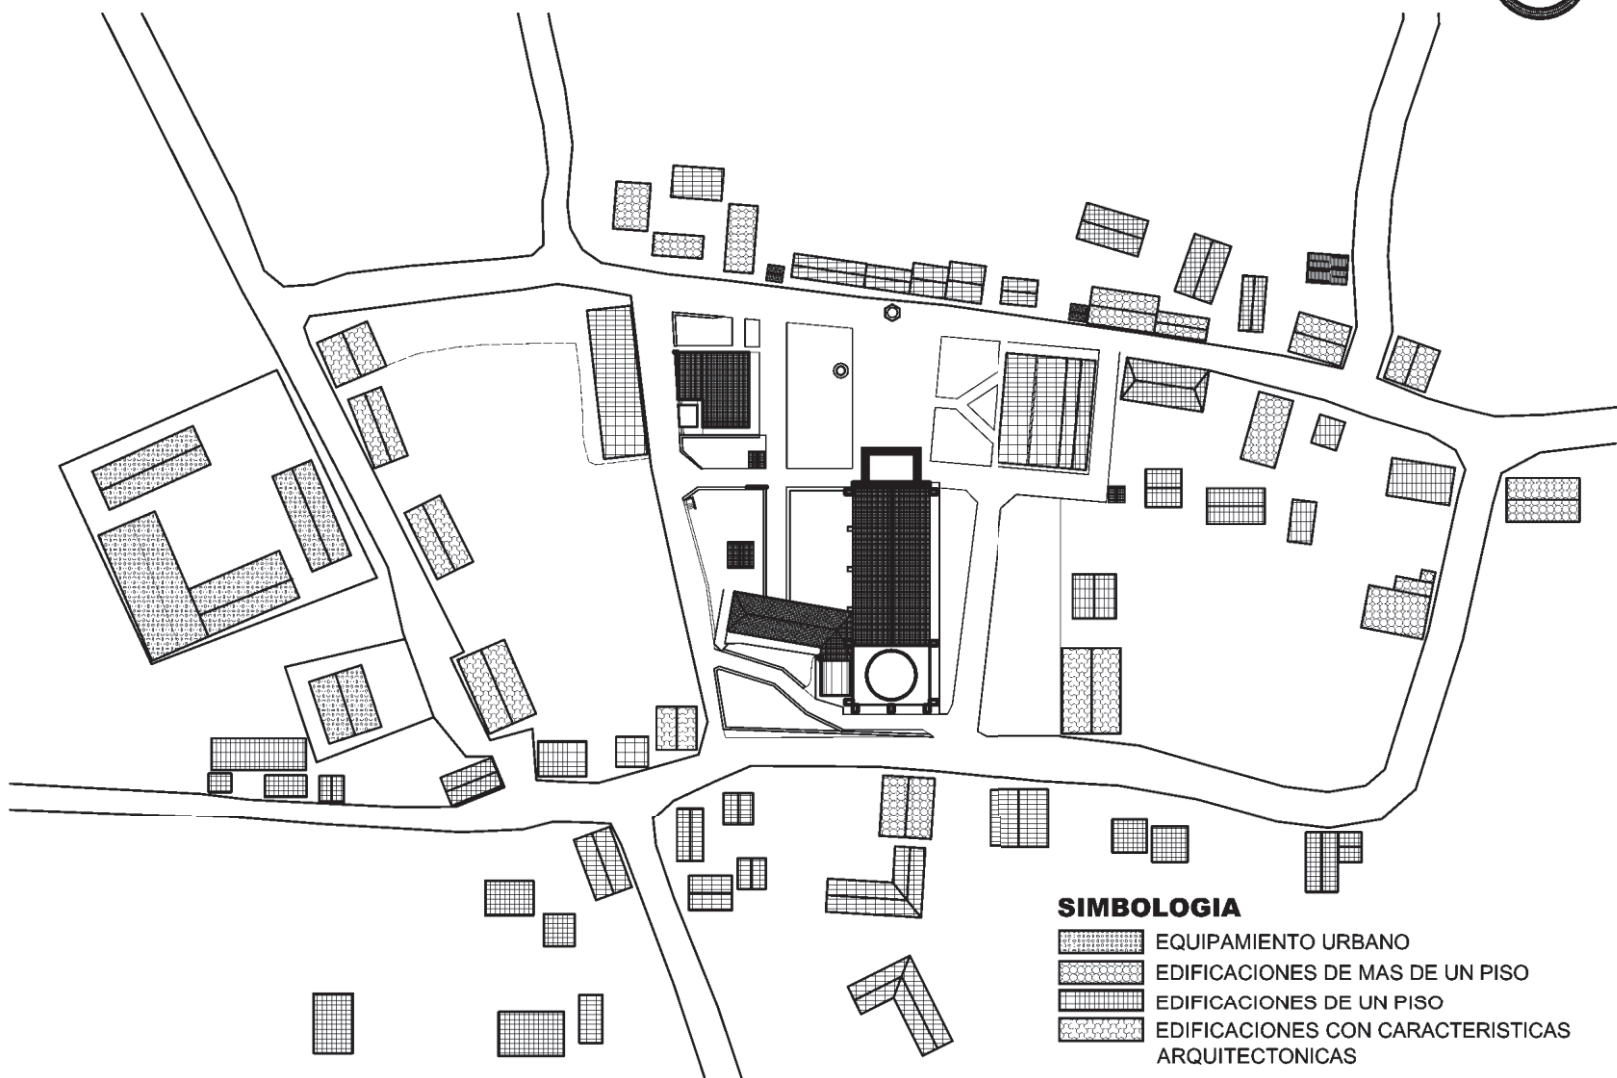 SIMBOLOGIA
EQUIPAMIENTO URBANO
EDIFICACIONES DE MAS DE UN PISO
EDIFICACIONES DE UN PISO
EDIFICACIONES CON CARACTERISTICAS
ARQUITECTONICAS